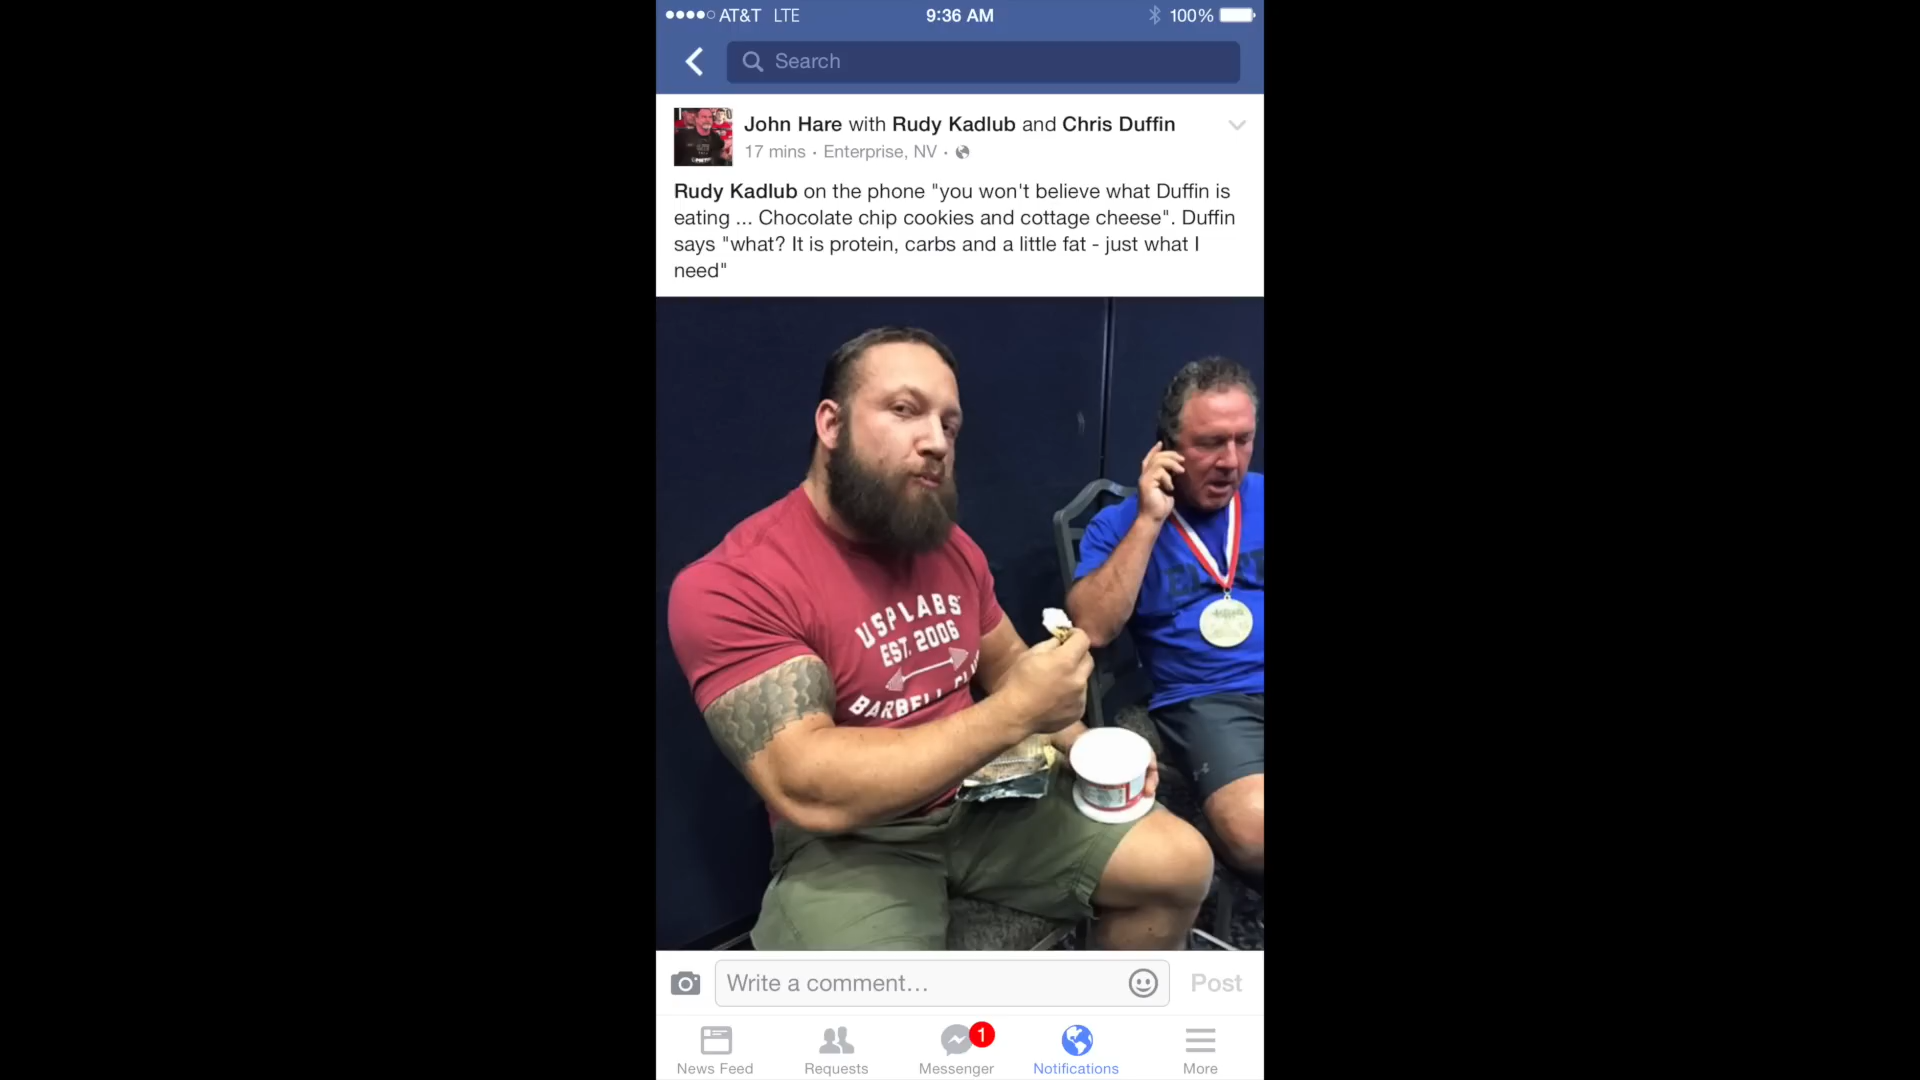 AT&T LTE 9:36 AM 100%
Search
John Hare with Rudy Kadlub and Chris Duffin
17 mins · Enterprise, NV ·
Rudy Kadlub on the phone "you won't believe what Duffin is
eating ... Chocolate chip cookies and cottage cheese". Duffin
says "what? It is protein, carbs and a little fat - just what I
need"
USPLABS
EST. 2006
BARBELL
Write a comment... Post
1
News Feed Requests Messenger Notifications More